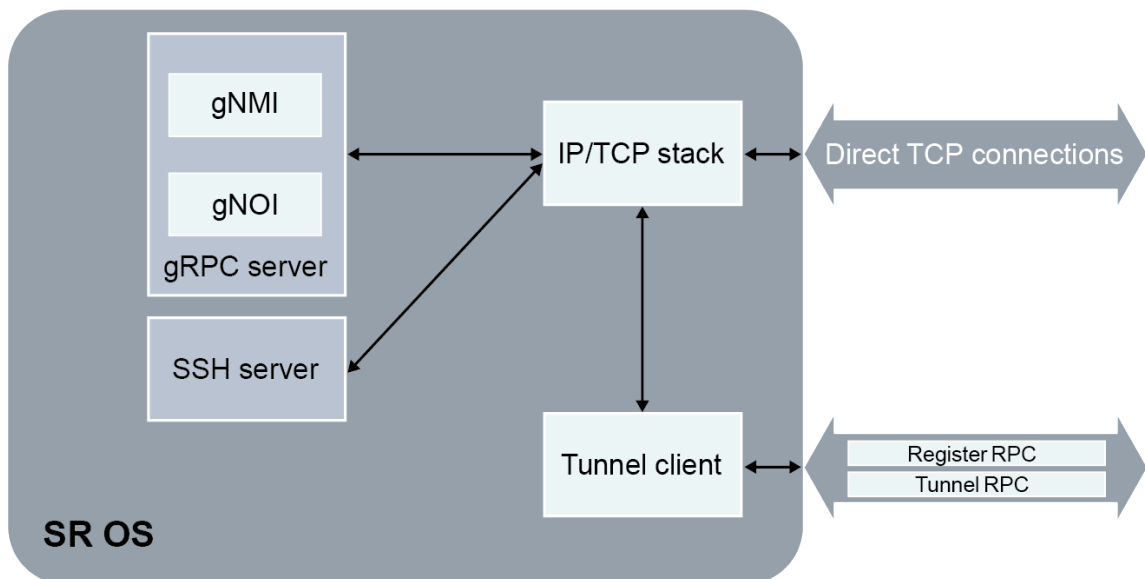 gNMI
gNOI
gRPC server
SSH server
IP/TCP stack
Direct TCP connections
Tunnel client
Register RPC
Tunnel RPC
SR OS